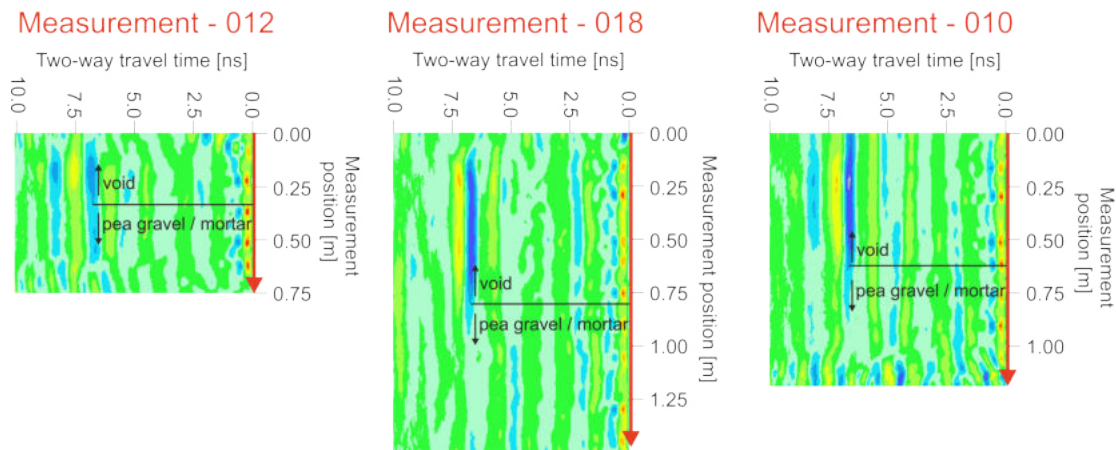 Measurement - 012
Two-way travel time [ns]
10.0 7.5 5.0 2.5 0.0
0.00
0.25
0.50
0.75
Measurement
position [m]
void
pea gravel / mortar
Measurement - 018
Two-way travel time [ns]
10.0 7.5 5.0 2.5 0.0
0.00
0.25
0.50
0.75
1.00
1.25
Measurement position [m]
void
pea gravel / mortar
Measurement - 010
Two-way travel time [ns]
10.0 7.5 5.0 2.5 0.0
0.00
0.25
0.50
0.75
1.00
Measurement
position [m]
void
pea gravel / mortar